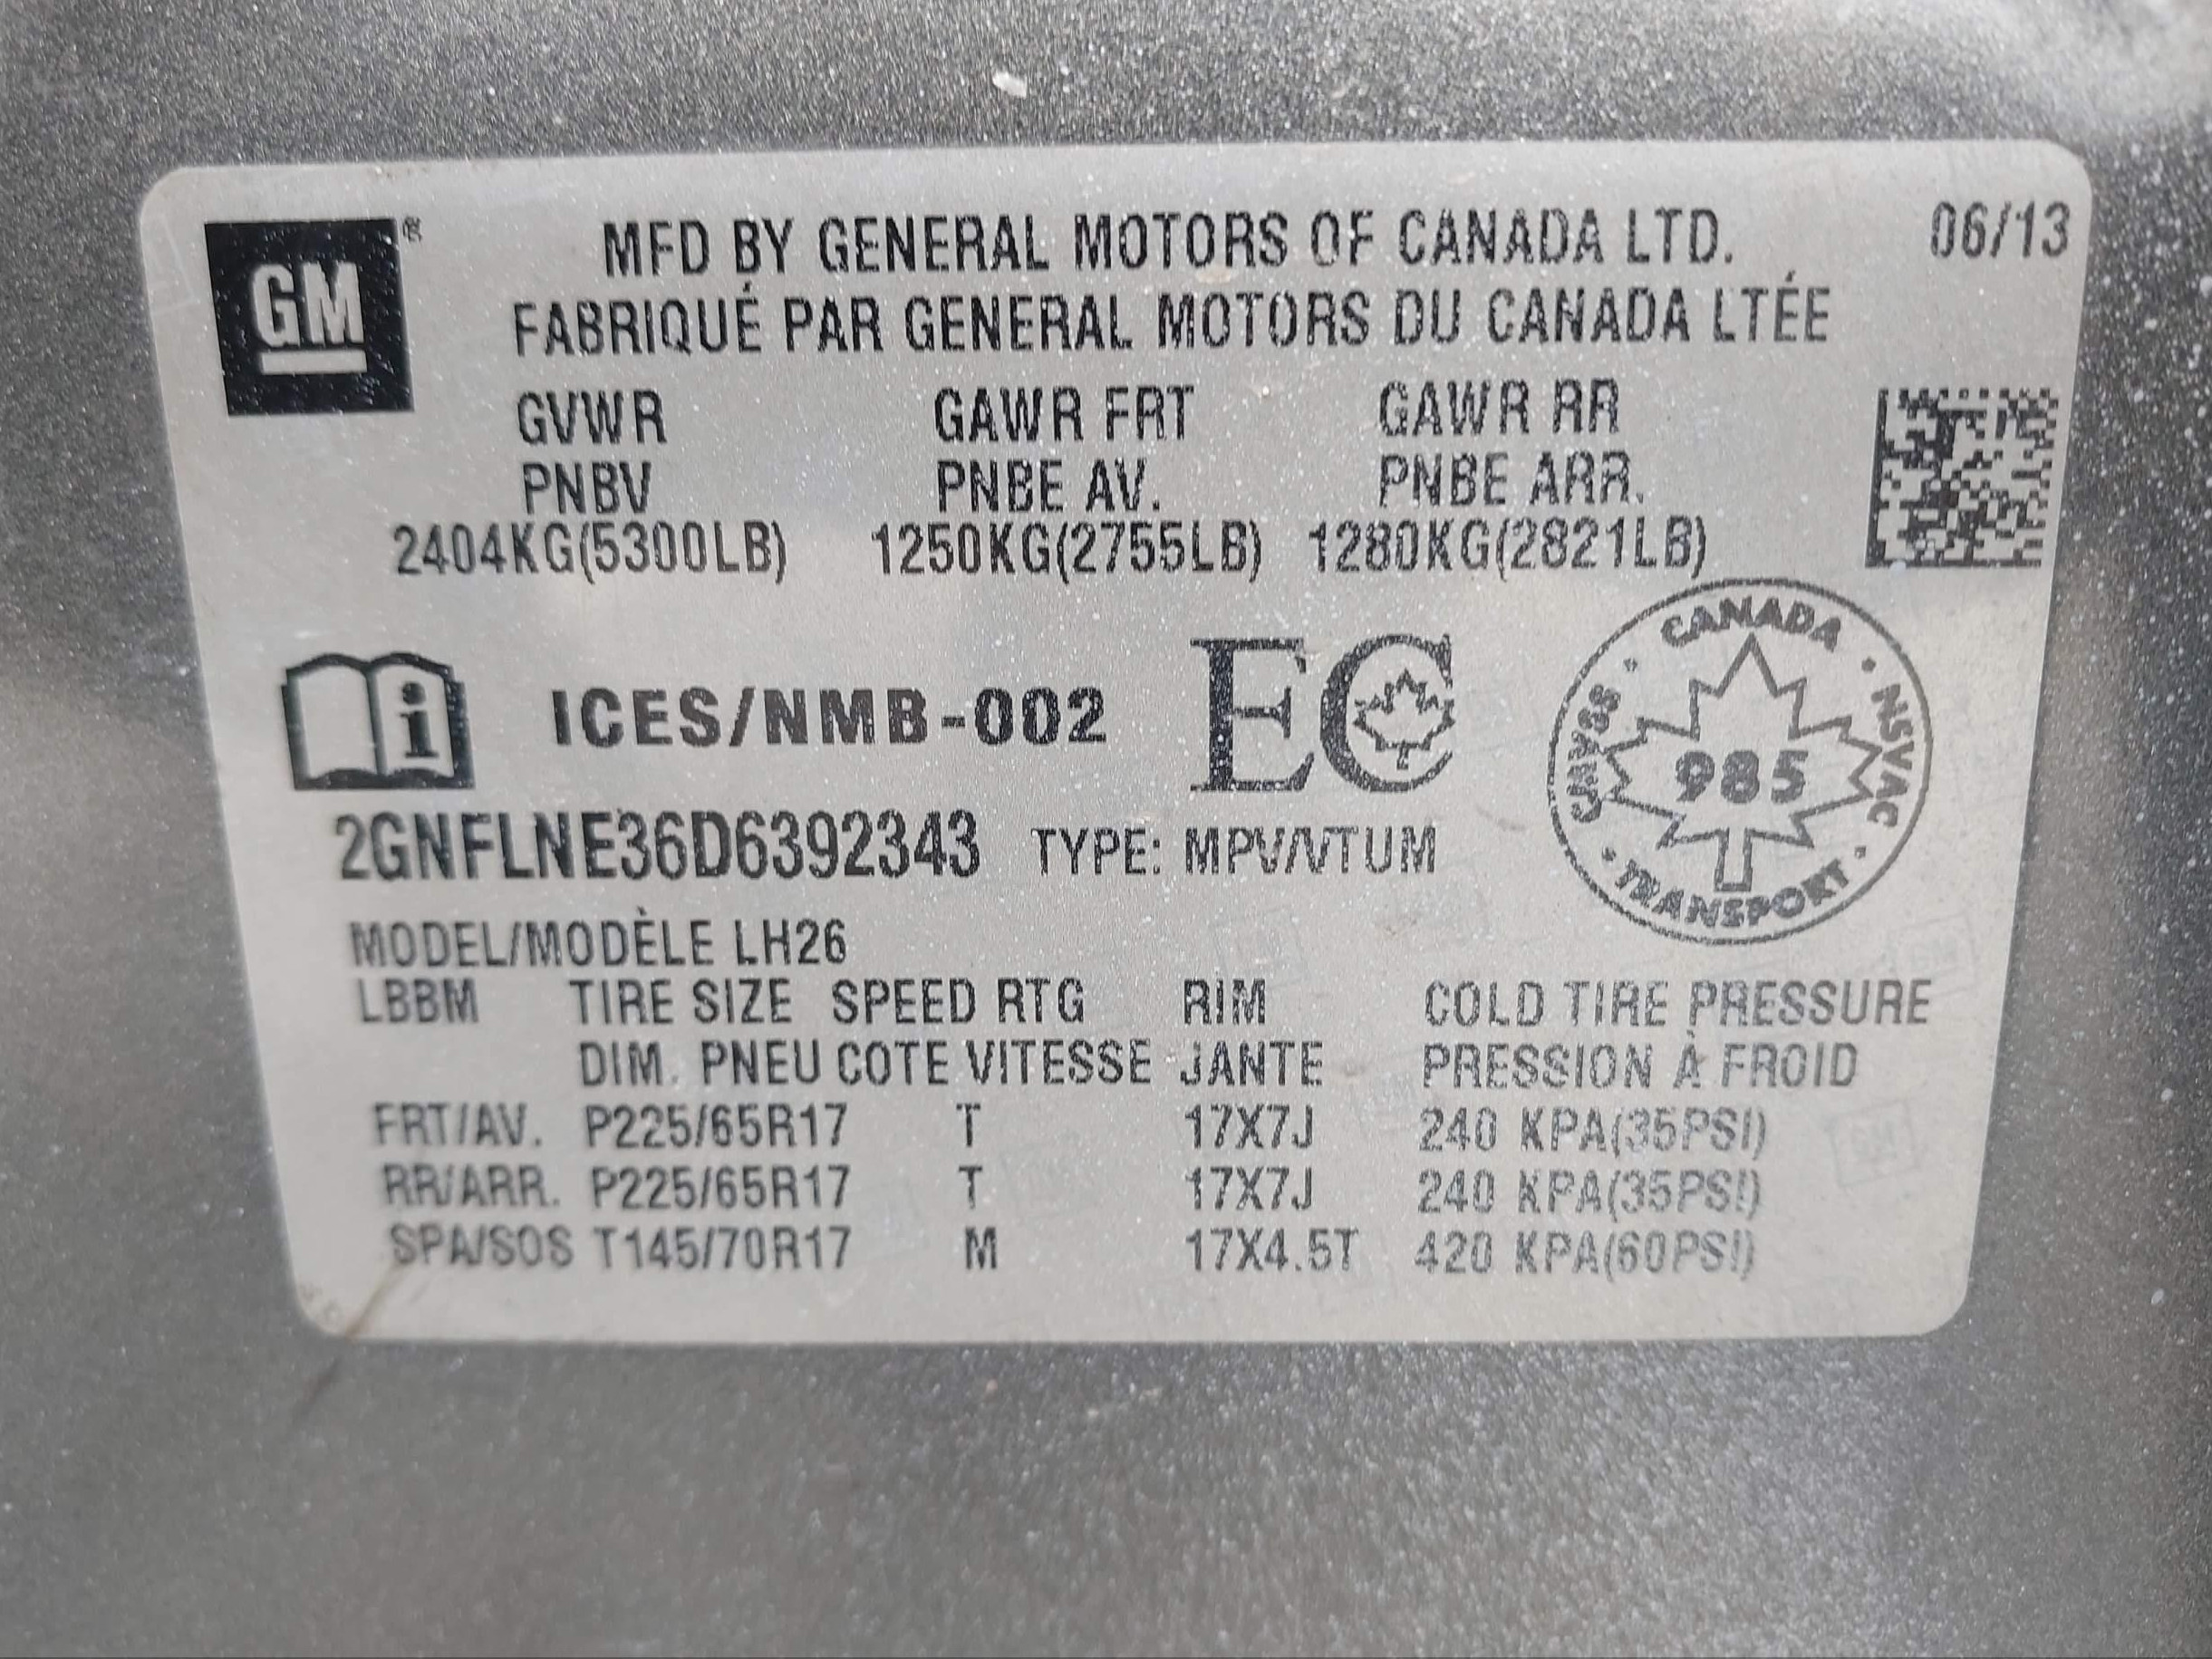 GM
MFD BY GENERAL MOTORS OF CANADA LTD. 06/13
FABRIQUÉ PAR GENERAL MOTORS DU CANADA LTÉE
GVWR GAWR FRT GAWR RR
PNBV PNBE AV. PNBE ARR.
2404KG(5300LB) 1250KG(2755LB) 1280KG(2821LB)
i ICES/NMB-002 EC
CANADA · NSVAC · TRANSPORT · CMVSS ·
985
2GNFLNE36D6392343 TYPE: MPV/VTUM
MODEL/MODÈLE LH26
LBBM TIRE SIZE SPEED RTG RIM COLD TIRE PRESSURE
DIM. PNEU COTE VITESSE JANTE PRESSION À FROID
FRT/AV. P225/65R17 T 17X7J 240 KPA(35PSI)
RR/ARR. P225/65R17 T 17X7J 240 KPA(35PSI)
SPA/SOS T145/70R17 M 17X4.5T 420 KPA(60PSI)